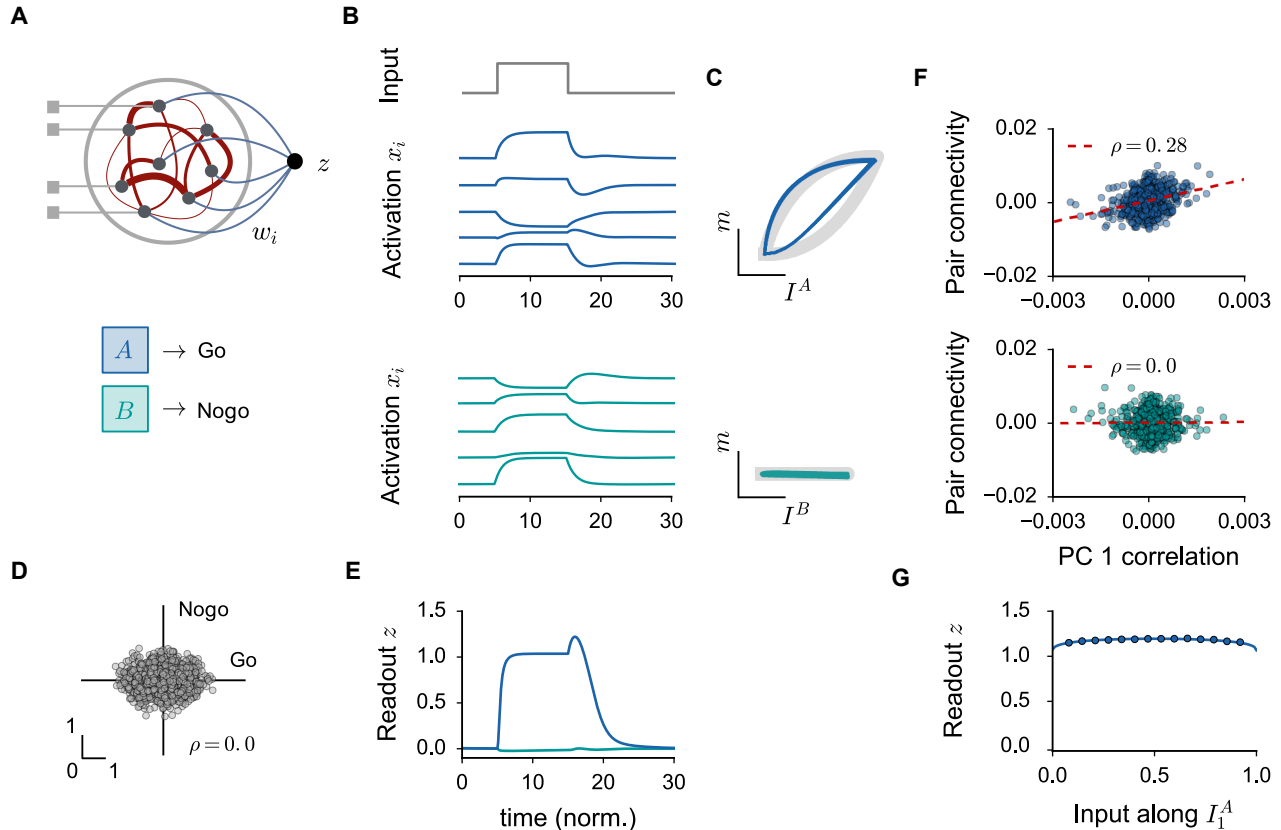 A
z
w_i
A → Go
B → Nogo
B
Input
Activation x_i
0 10 20 30
Activation x_i
0 10 20 30
C
m
I^A
m
I^B
D
Nogo
Go
1
0 1
ρ = 0.0
E
Readout z
1.5
1.0
0.5
0.0
0 10 20 30
time (norm.)
F
Pair connectivity
0.02
ρ = 0.28
0.00
−0.02
−0.003 0.000 0.003
Pair connectivity
0.02
ρ = 0.0
0.00
−0.02
−0.003 0.000 0.003
PC 1 correlation
G
Readout z
1.5
1.0
0.5
0.0
0.0 0.5 1.0
Input along I_1^A